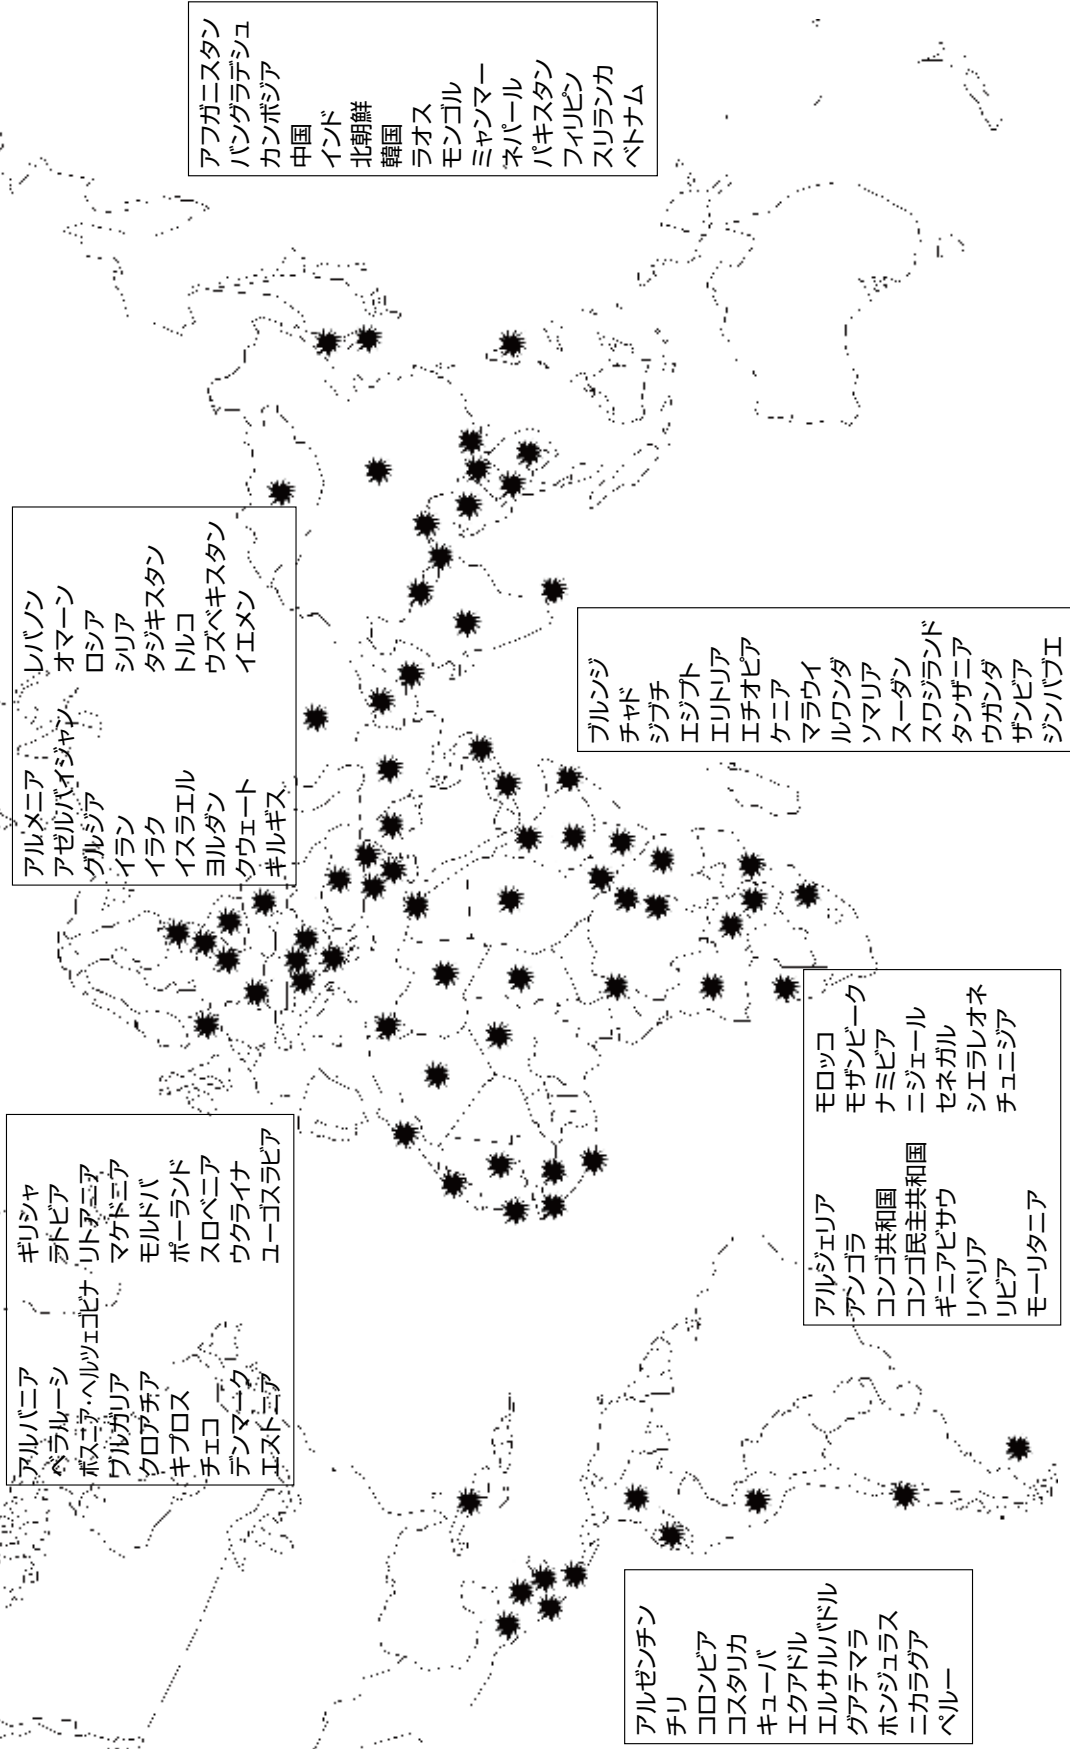 アルバニア
ベラルーシ
ボスニア・ヘルツェゴビナ
ブルガリア
クロアチア
キプロス
チェコ
デンマーク
エストニア
ギリシャ
ラトビア
リトアニア
マケドニア
モルドバ
ポーランド
スロベニア
ウクライナ
ユーゴスラビア
アルメニア
アゼルバイジャン
グルジア
イラン
イラク
イスラエル
ヨルダン
クウェート
キルギス
レバノン
オマーン
ロシア
シリア
タジキスタン
トルコ
ウズベキスタン
イエメン
アフガニスタン
バングラデシュ
カンボジア
中国
インド
北朝鮮
韓国
ラオス
モンゴル
ミャンマー
ネパール
パキスタン
フィリピン
スリランカ
ベトナム
アルゼンチン
チリ
コロンビア
コスタリカ
キューバ
エクアドル
エルサルバドル
グアテマラ
ホンジュラス
ニカラグア
ペルー
アルジェリア
アンゴラ
コンゴ共和国
コンゴ民主共和国
ギニアビサウ
リベリア
リビア
モーリタニア
モロッコ
モザンビーク
ナミビア
ニジェール
セネガル
シエラレオネ
チュニジア
ブルンジ
チャド
ジブチ
エジプト
エリトリア
エチオピア
ケニア
マラウイ
ルワンダ
ソマリア
スーダン
スワジランド
タンザニア
ウガンダ
ザンビア
ジンバブエ